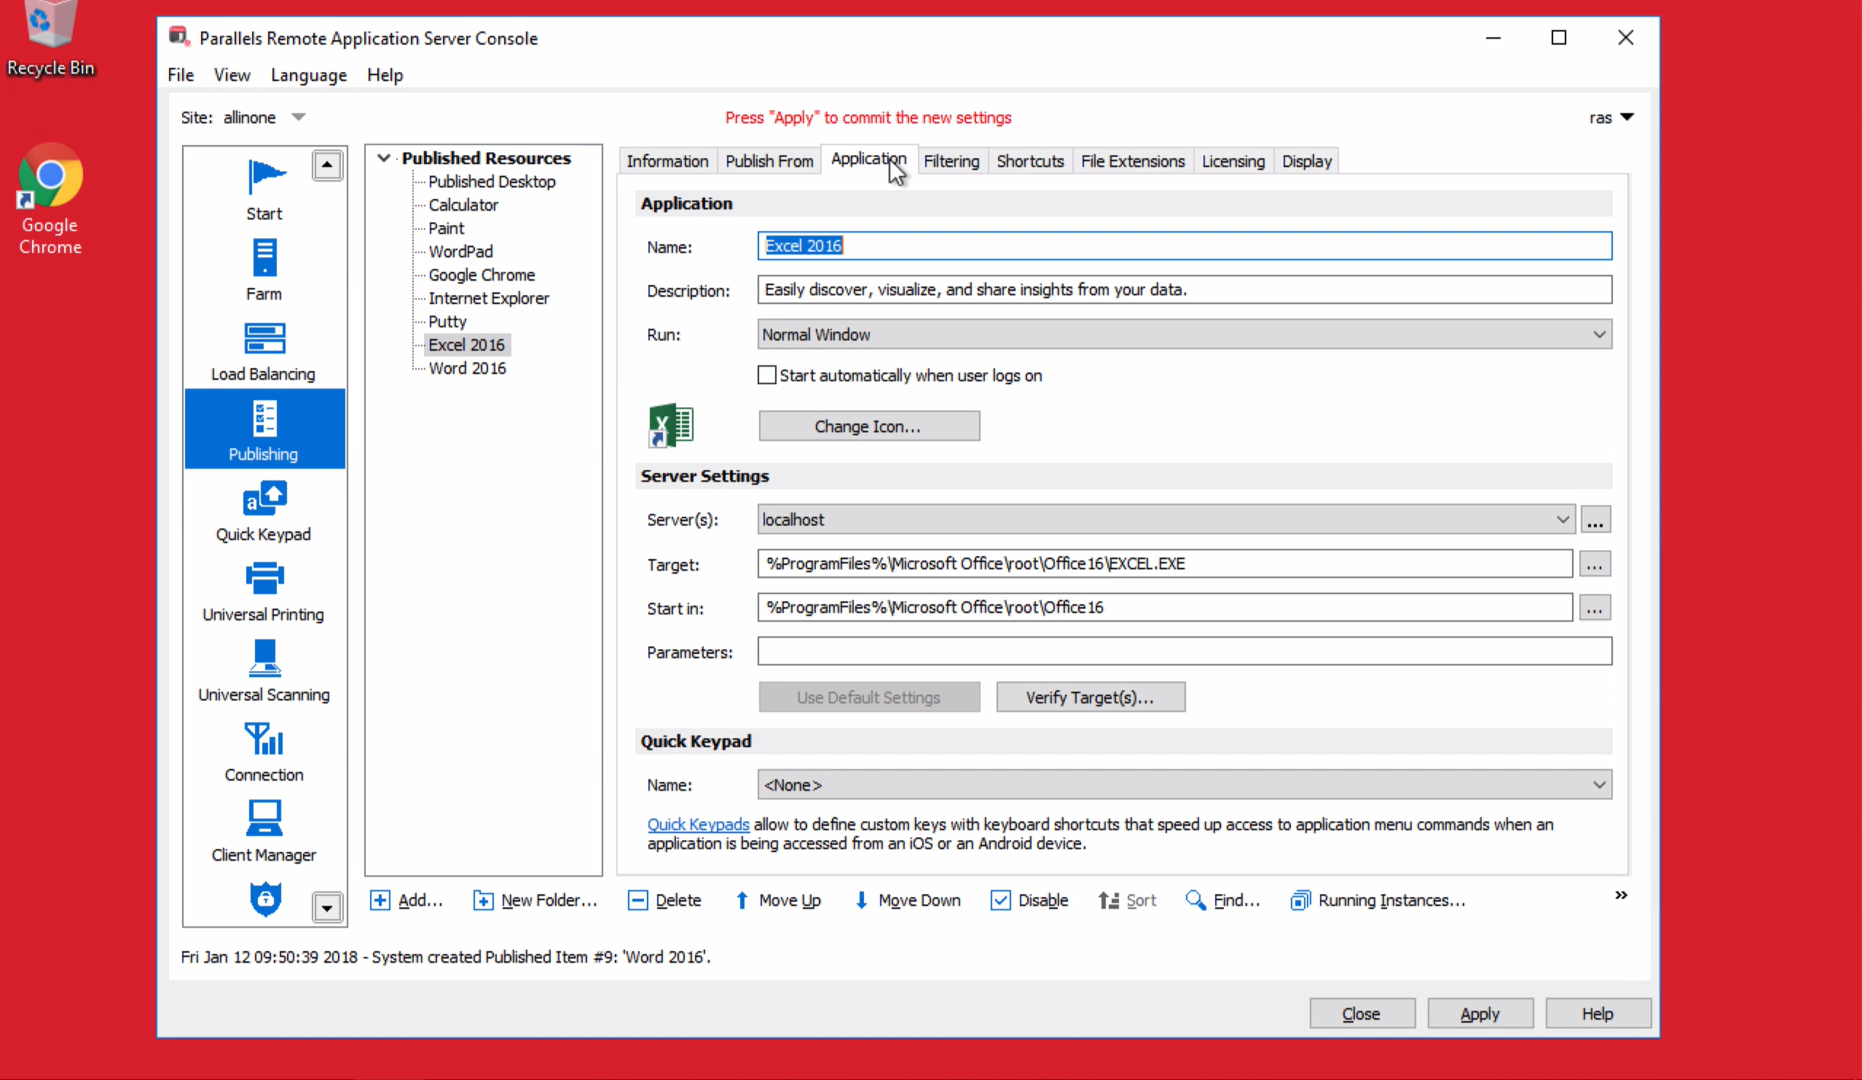 Recycle Bin
Google
Chrome
Parallels Remote Application Server Console
File View Language Help
Site: allinone
Press "Apply" to commit the new settings
ras
Start
Farm
Load Balancing
Publishing
Quick Keypad
Universal Printing
Universal Scanning
Connection
Client Manager
Published Resources
Published Desktop
Calculator
Paint
WordPad
Google Chrome
Internet Explorer
Putty
Excel 2016
Word 2016
Information Publish From Application Filtering Shortcuts File Extensions Licensing Display
Application
Name: Excel 2016
Description: Easily discover, visualize, and share insights from your data.
Run: Normal Window
Start automatically when user logs on
Change Icon...
Server Settings
Server(s): localhost ...
Target: %ProgramFiles%\Microsoft Office\root\Office16\EXCEL.EXE ...
Start in: %ProgramFiles%\Microsoft Office\root\Office16 ...
Parameters:
Use Default Settings Verify Target(s)...
Quick Keypad
Name: <None>
Quick Keypads allow to define custom keys with keyboard shortcuts that speed up access to application menu commands when an
application is being accessed from an iOS or an Android device.
Add... New Folder... Delete Move Up Move Down Disable Sort Find... Running Instances... »
Fri Jan 12 09:50:39 2018 - System created Published Item #9: 'Word 2016'.
Close Apply Help